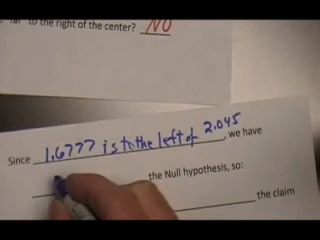 "far" to the right of the center? NO
Since 1.6777 is to the left of 2.045, we have
the Null hypothesis, so:
the claim